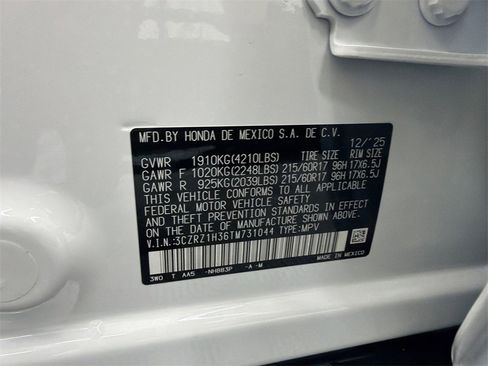 MFD.BY HONDA DE MEXICO S.A. DE C.V.
12/'25
TIRE SIZE RIM SIZE
GVWR 1910KG(4210LBS)
GAWR F 1020KG(2248LBS) 215/60R17 96H 17X6.5J
GAWR R 925KG(2039LBS) 215/60R17 96H 17X6.5J
THIS VEHICLE CONFORMS TO ALL APPLICABLE
FEDERAL MOTOR VEHICLE SAFETY, BUMPER,
AND THEFT PREVENTION STANDARDS IN EFFECT
ON THE DATE OF MANUFACTURE SHOWN ABOVE.
V.I.N.:3CZRZ1H36TM731044 TYPE:MPV
3W0 T AA5 -NH883P -A -M
MADE IN MEXICO